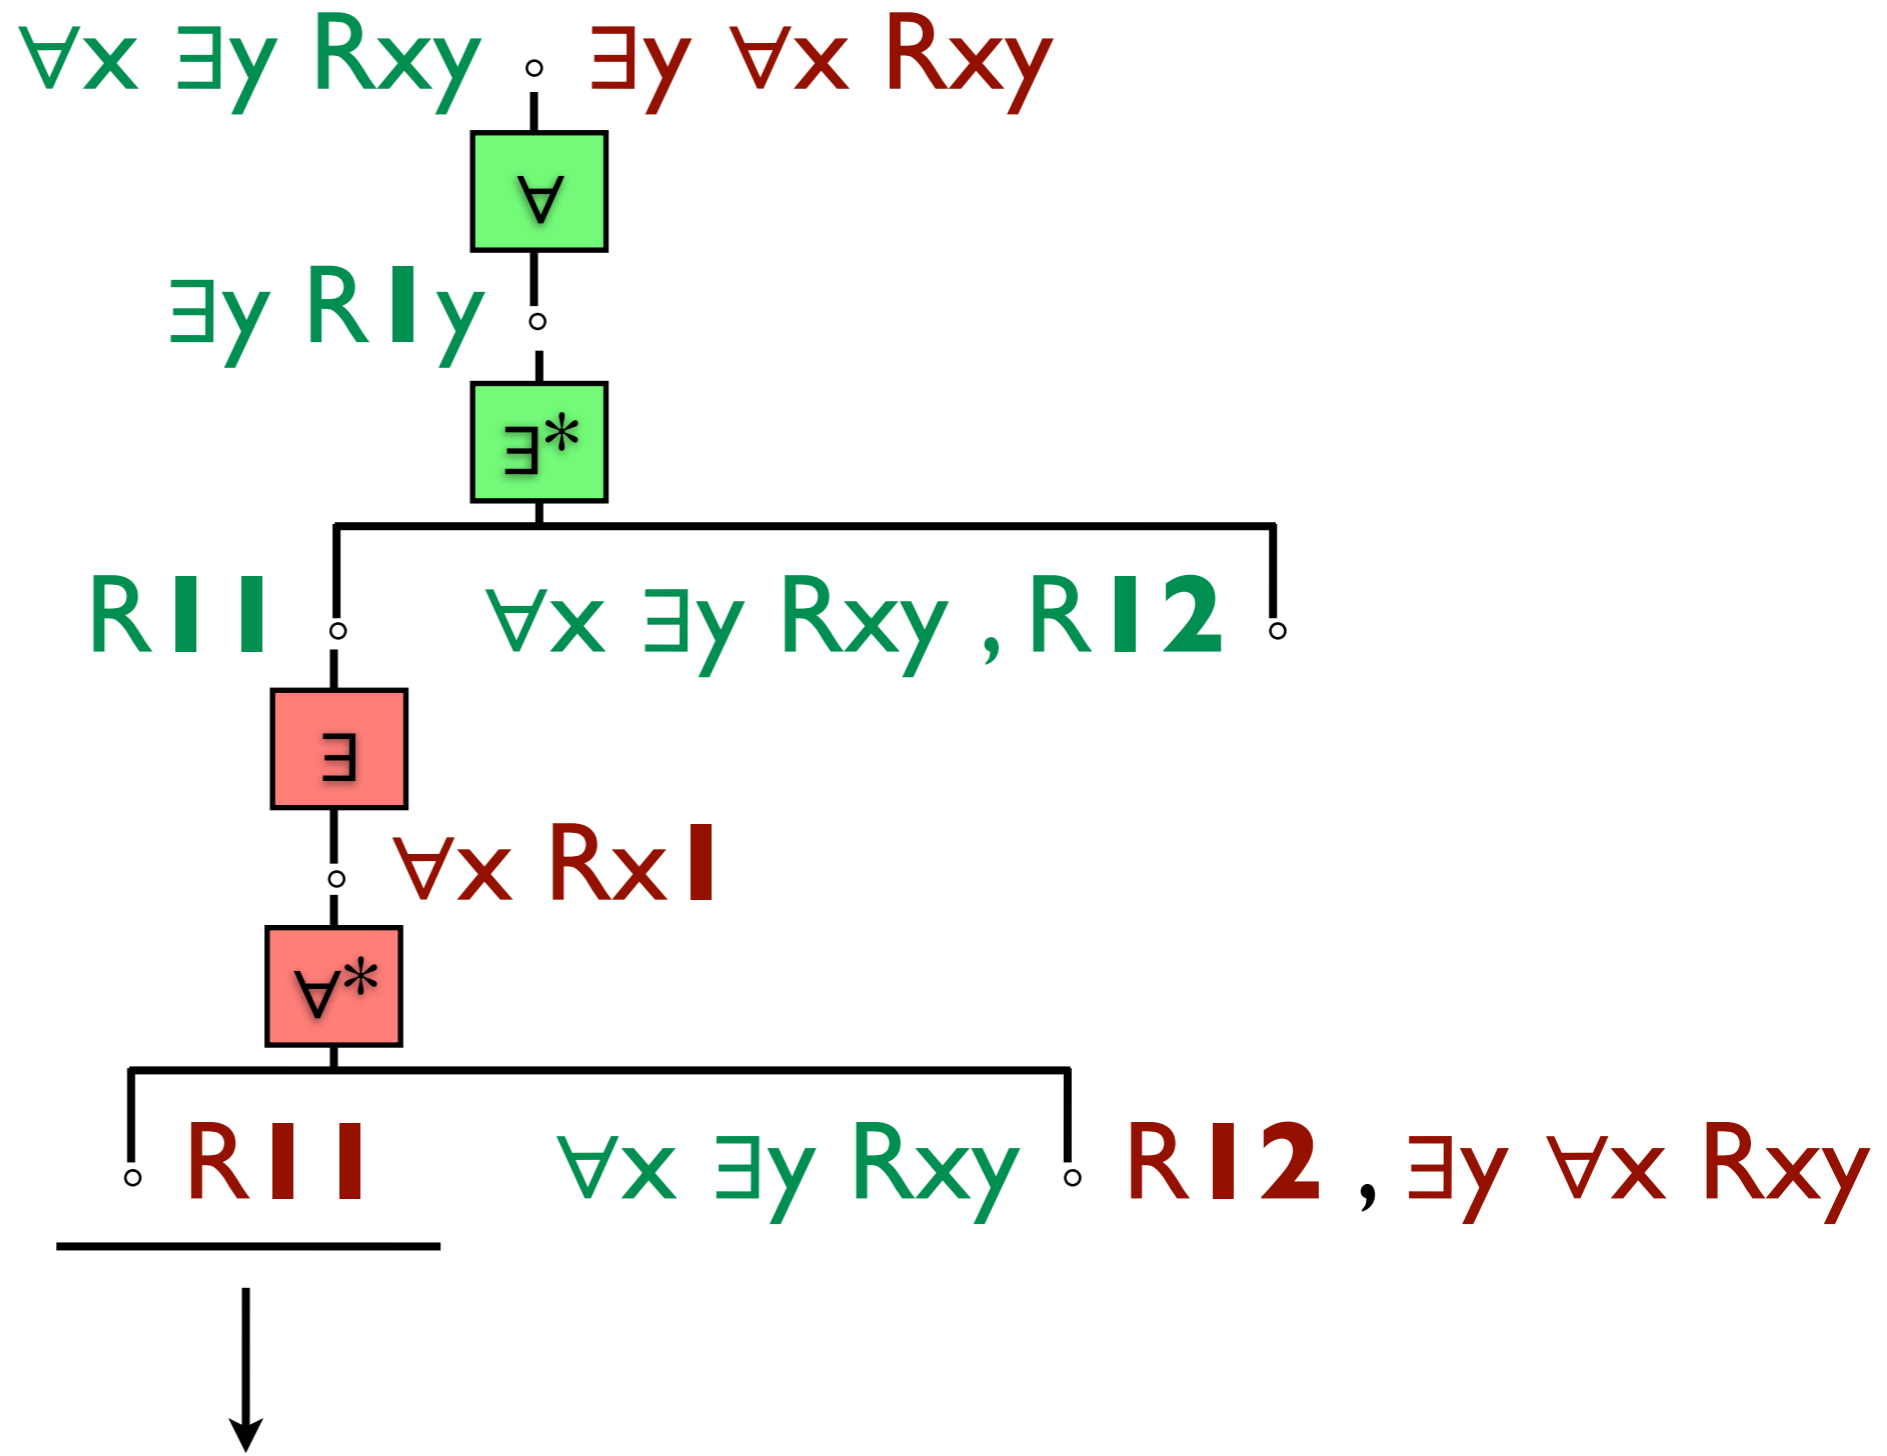 ∀x ∃y Rxy ∃y ∀x Rxy
∀
∃y R1y
∃*
R11 ∀x ∃y Rxy , R12
∃
∀x Rx1
∀*
R11 ∀x ∃y Rxy R12 , ∃y ∀x Rxy